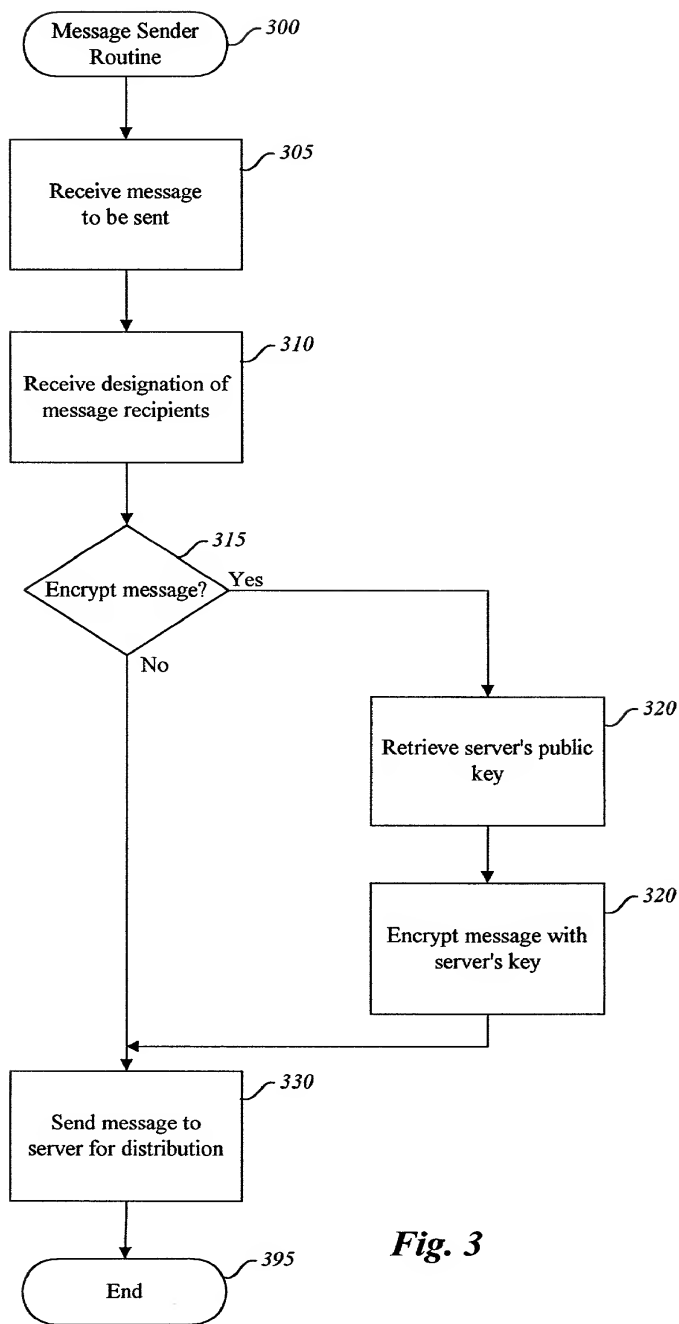 Message Sender
Routine
300
305
Receive message
to be sent
310
Receive designation of
message recipients
315
Encrypt message?
Yes
No
320
Retrieve server's public
key
320
Encrypt message with
server's key
330
Send message to
server for distribution
395
End
Fig. 3